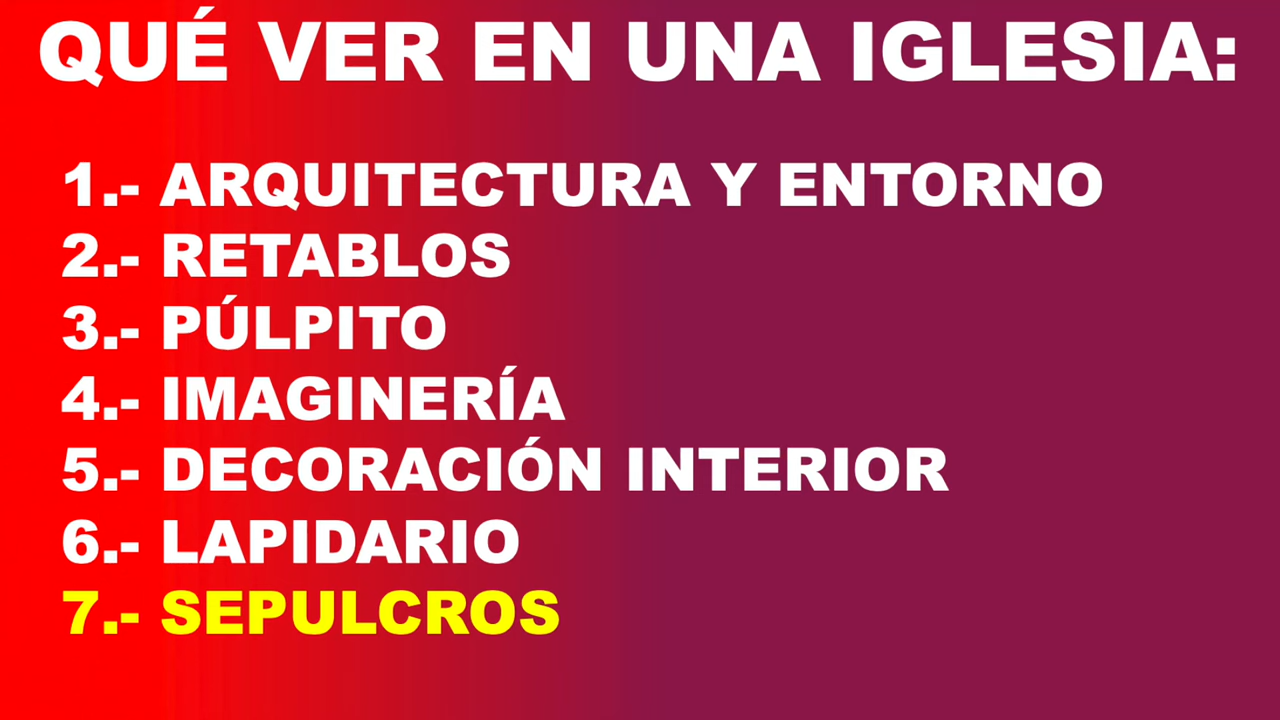 QUÉ VER EN UNA IGLESIA:
1.- ARQUITECTURA Y ENTORNO
2.- RETABLOS
3.- PÚLPITO
4.- IMAGINERÍA
5.- DECORACIÓN INTERIOR
6.- LAPIDARIO
7.- SEPULCROS